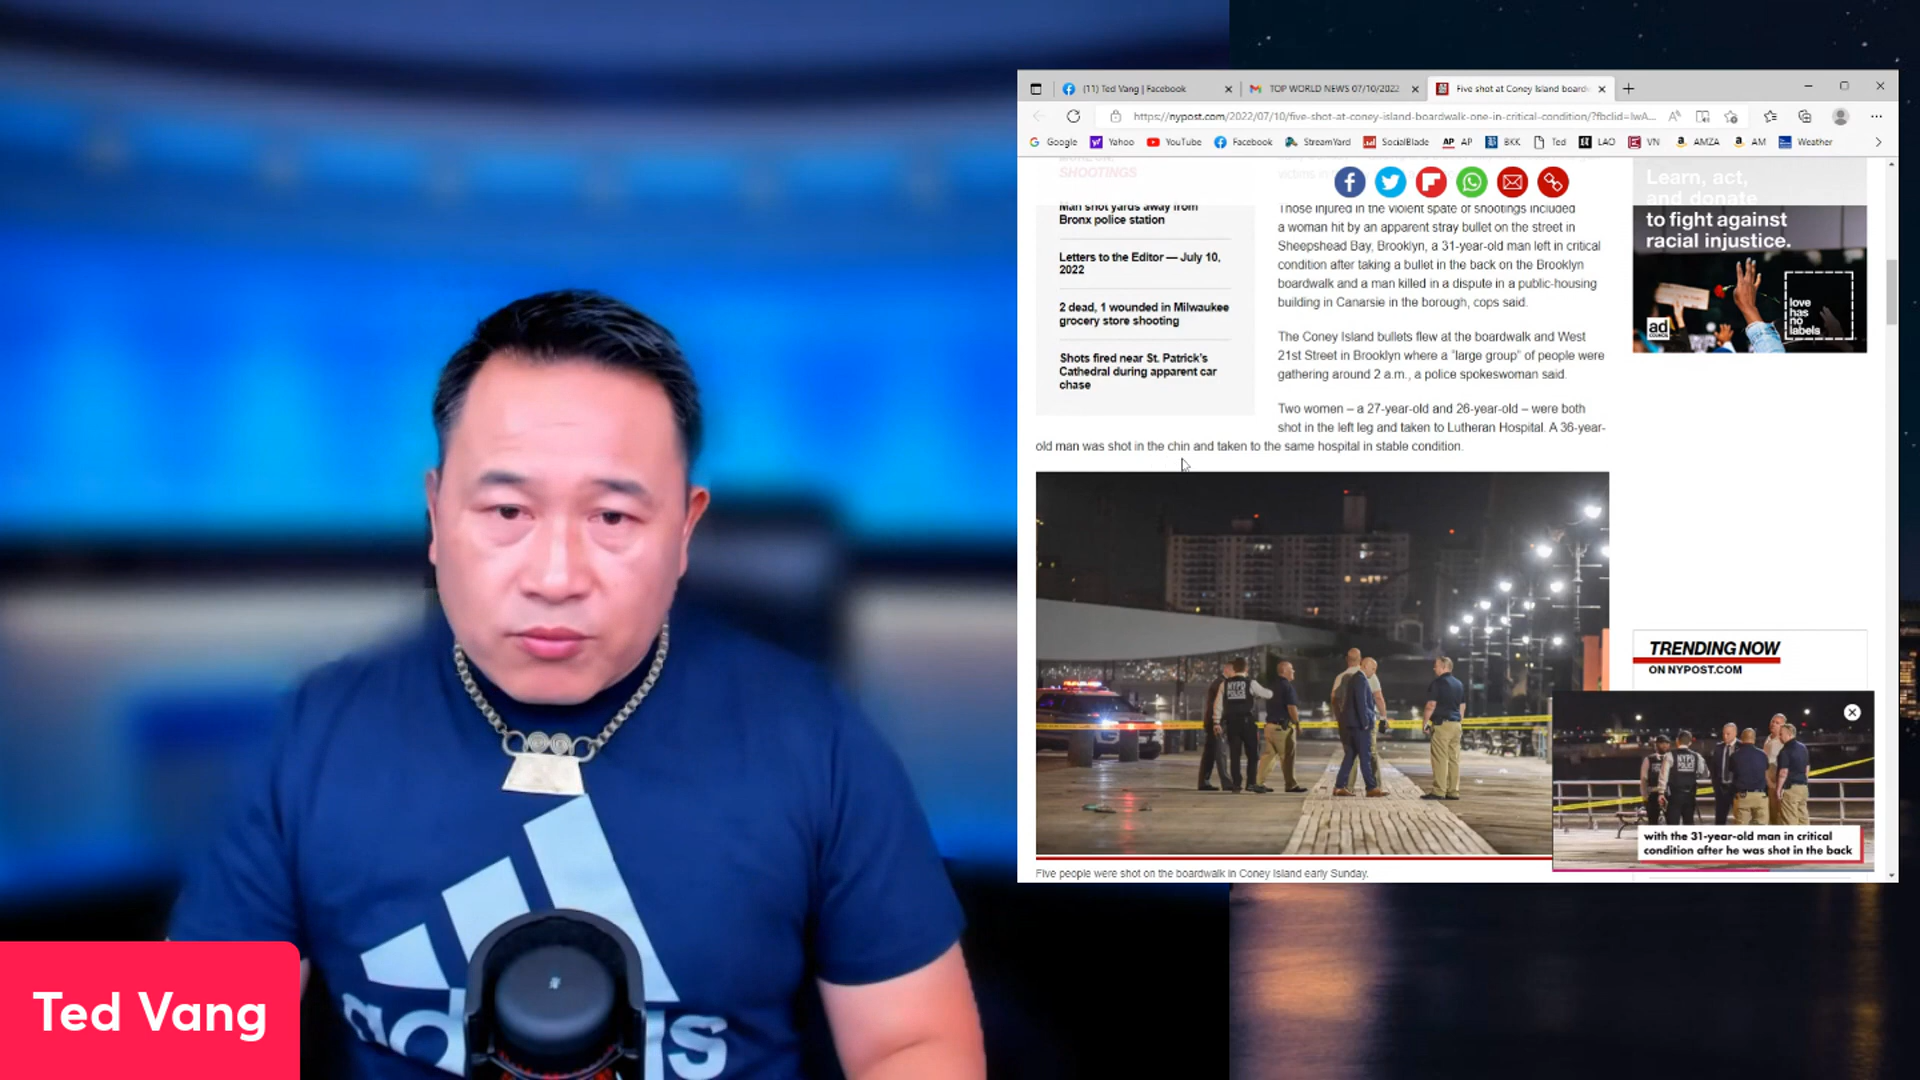 (11) Ted Vang | Facebook
TOP WORLD NEWS 07/10/2022
Five shot at Coney Island board
https://nypost.com/2022/07/10/five-shot-at-coney-island-boardwalk-one-in-critical-condition/?fbclid=IwA...
Google
Yahoo
YouTube
Facebook
StreamYard
SocialBlade
AP
AP
BKK
Ted
LAO
VN
AMZA
AM
Weather
SHOOTINGS
Man shot yards away from
Bronx police station
Letters to the Editor — July 10,
2022
2 dead, 1 wounded in Milwaukee
grocery store shooting
Shots fired near St. Patrick's
Cathedral during apparent car
chase
Those injured in the violent spate of shootings included
a woman hit by an apparent stray bullet on the street in
Sheepshead Bay, Brooklyn, a 31-year-old man left in critical
condition after taking a bullet in the back on the Brooklyn
boardwalk and a man killed in a dispute in a public-housing
building in Canarsie in the borough, cops said.
The Coney Island bullets flew at the boardwalk and West
21st Street in Brooklyn where a "large group" of people were
gathering around 2 a.m., a police spokeswoman said.
Two women – a 27-year-old and 26-year-old – were both
shot in the left leg and taken to Lutheran Hospital. A 36-year-
old man was shot in the chin and taken to the same hospital in stable condition.
NYPD
POLICE
Five people were shot on the boardwalk in Coney Island early Sunday.
Learn, act,
and donate
to fight against
racial injustice.
ad
COUNCIL
love
has
no
labels
TRENDING NOW
ON NYPOST.COM
NYPD
POLICE
with the 31-year-old man in critical
condition after he was shot in the back
Ted Vang